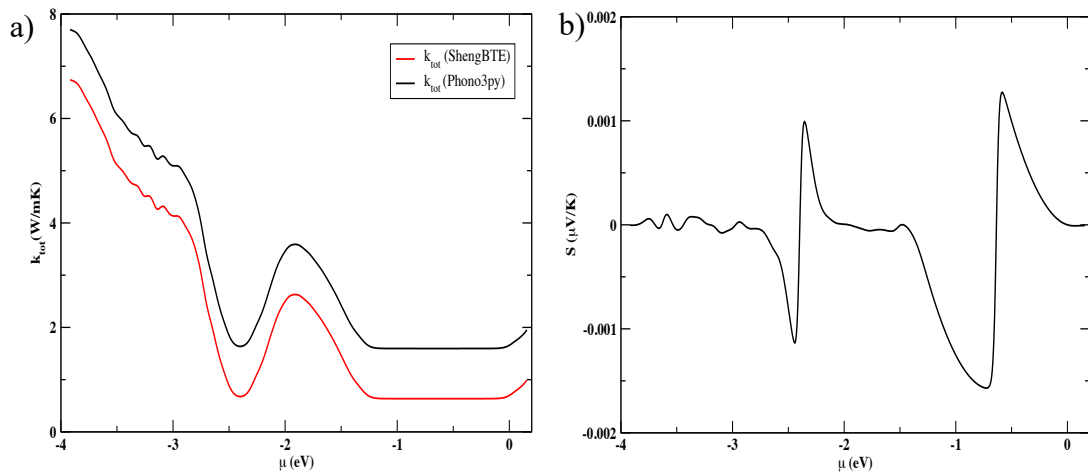 a)
8
6
4
2
0
k_tot(W/mK)
-4
-3
-2
-1
0
μ (eV)
k_tot (ShengBTE)
k_tot (Phono3py)
b)
0.002
0.001
0
-0.001
-0.002
S (μV/K)
-4
-3
-2
-1
0
μ (eV)